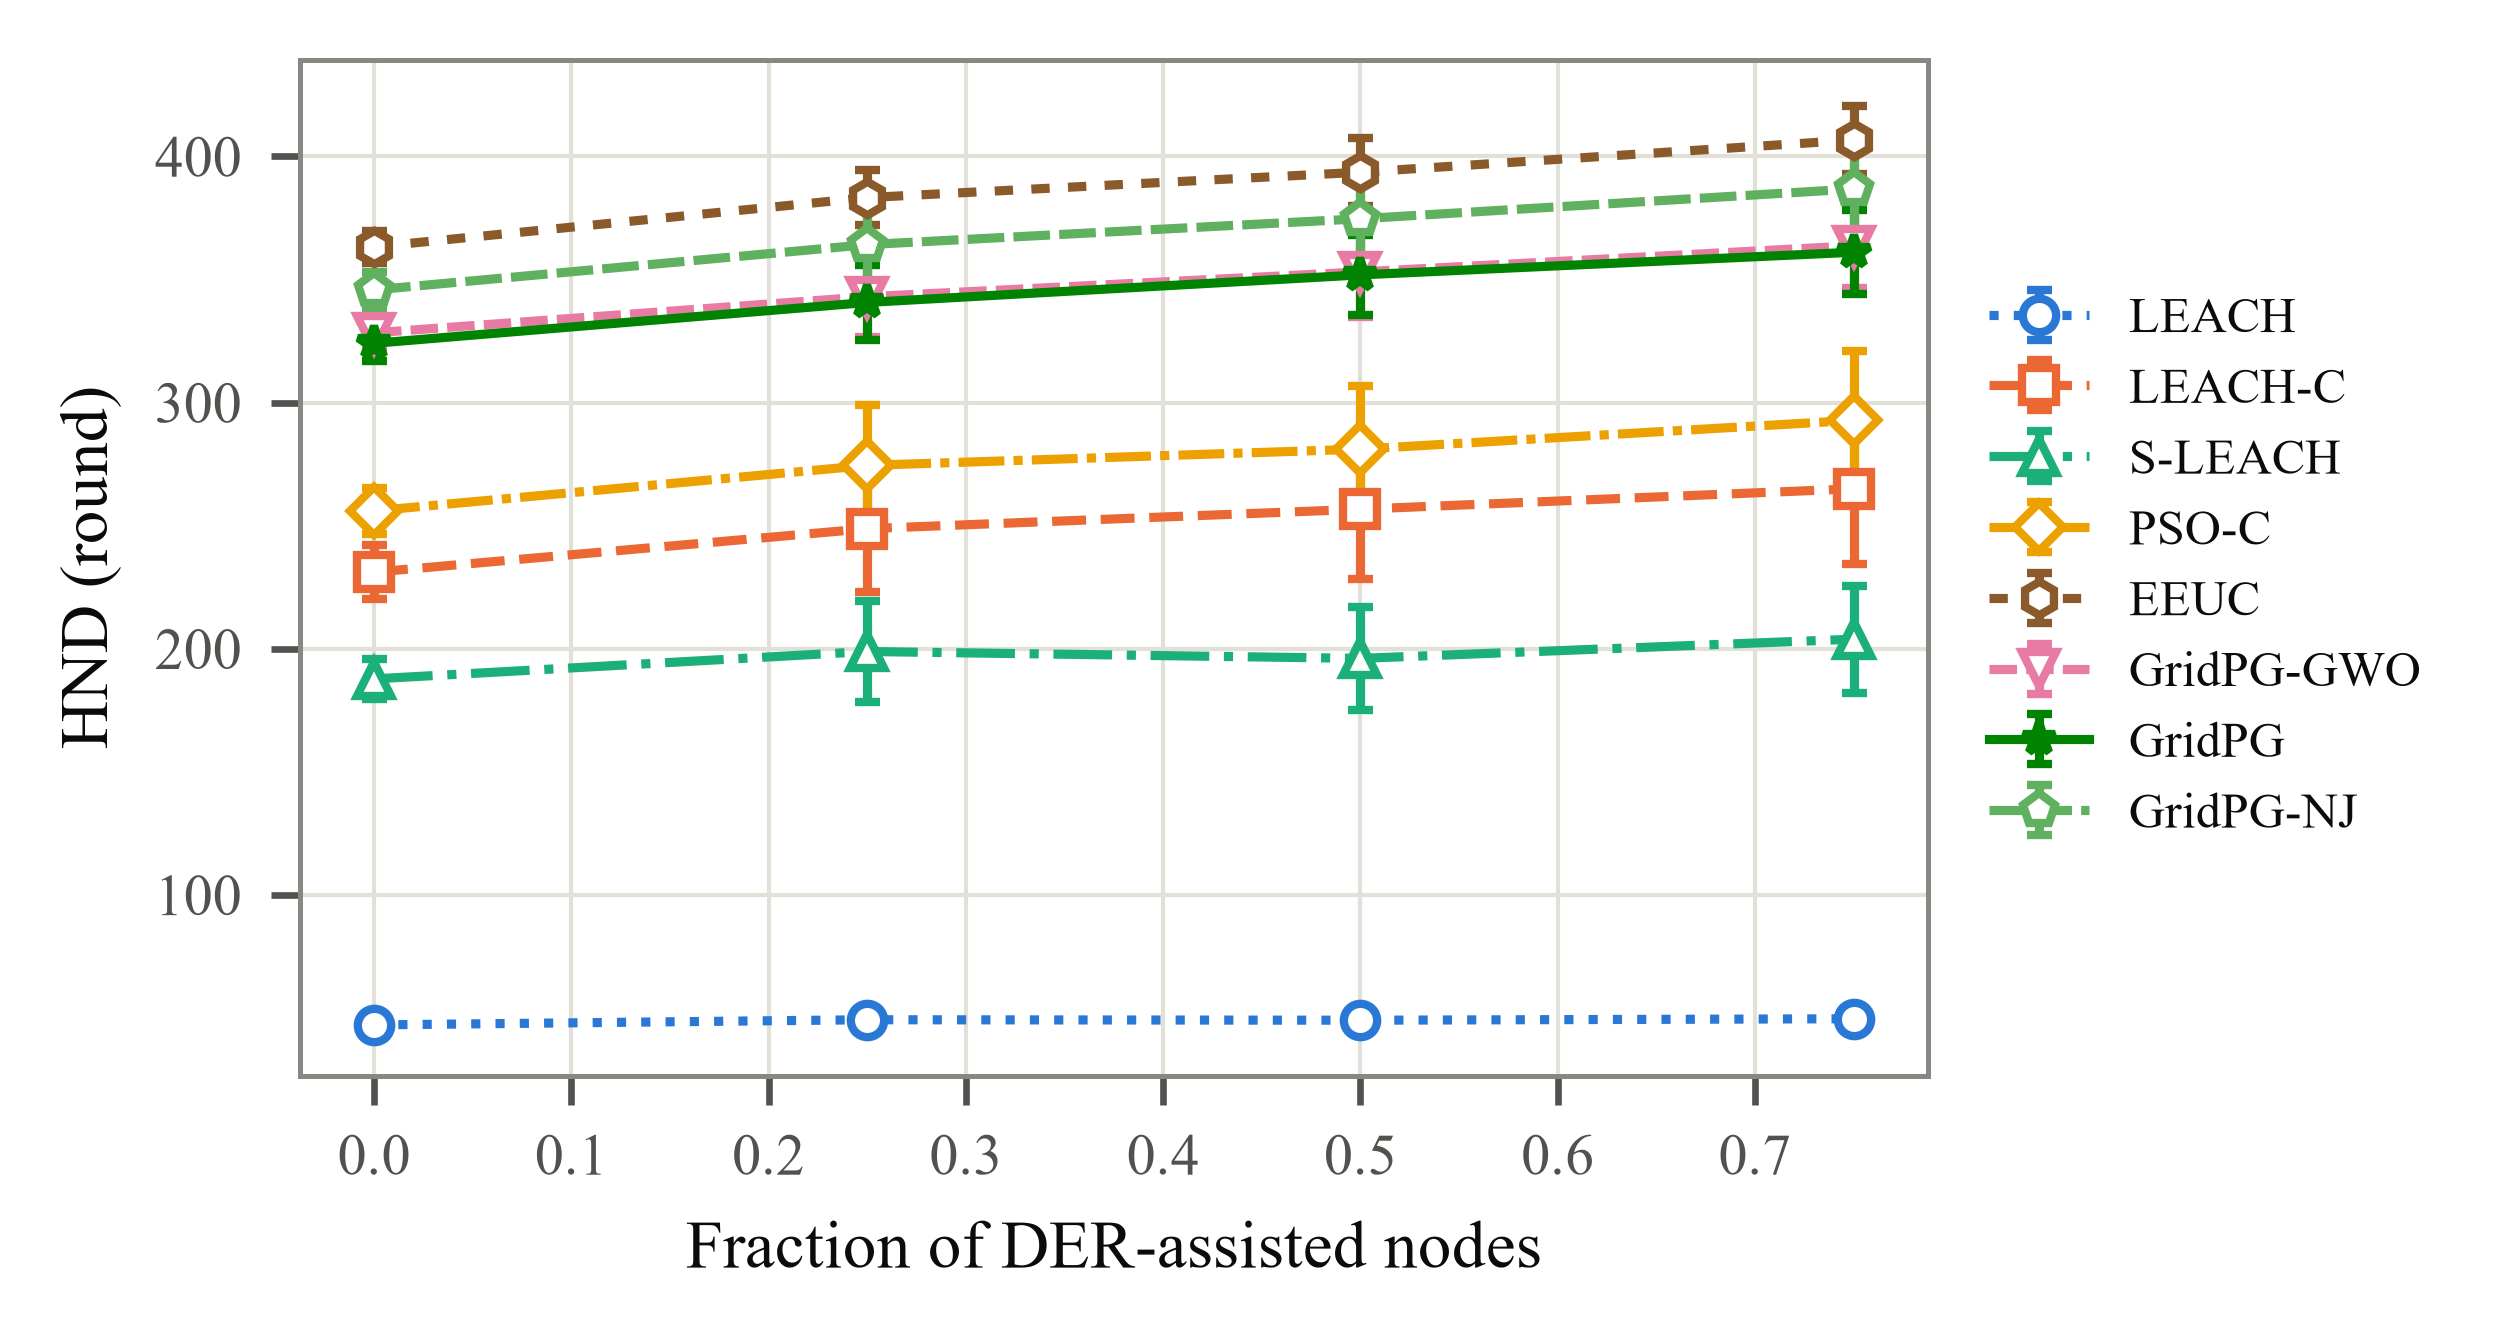 400
300
200
100
HND (round)
0.0 0.1 0.2 0.3 0.4 0.5 0.6 0.7
Fraction of DER-assisted nodes
LEACH
LEACH-C
S-LEACH
PSO-C
EEUC
GridPG-GWO
GridPG
GridPG-NJ